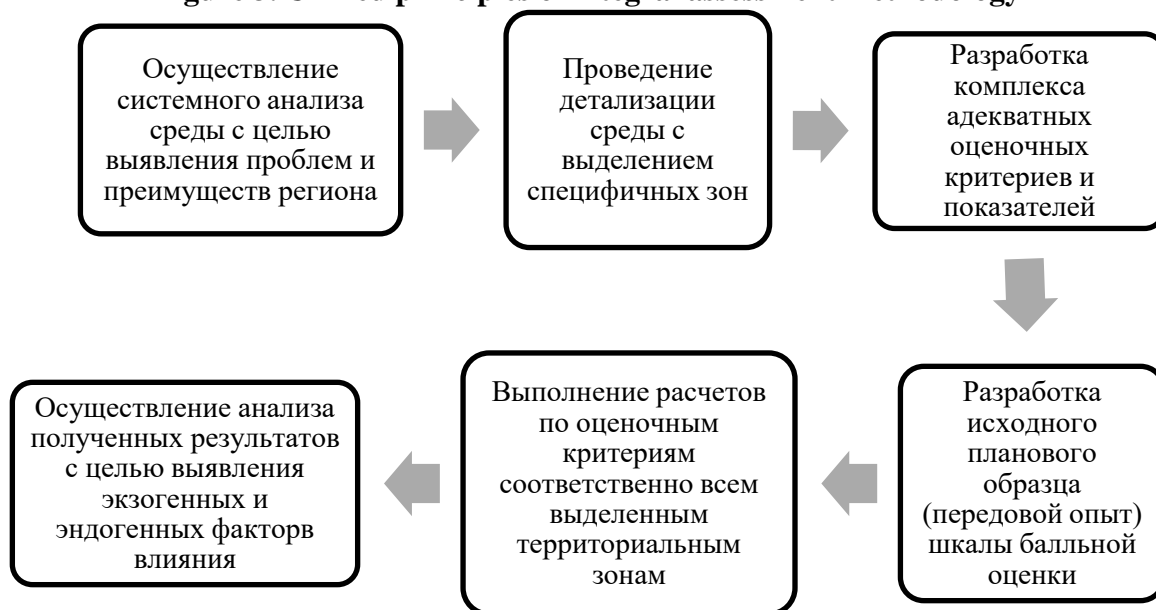 Осуществление
системного анализа
среды с целью
выявления проблем и
преимуществ региона
Проведение
детализации
среды с
выделением
специфичных зон
Разработка
комплекса
адекватных
оценочных
критериев и
показателей
Разработка
исходного
планового
образца
(передовой опыт)
шкалы балльной
оценки
Выполнение расчетов
по оценочным
критериям
соответственно всем
выделенным
территориальным
зонам
Осуществление анализа
полученных результатов
с целью выявления
экзогенных и
эндогенных факторв
влияния